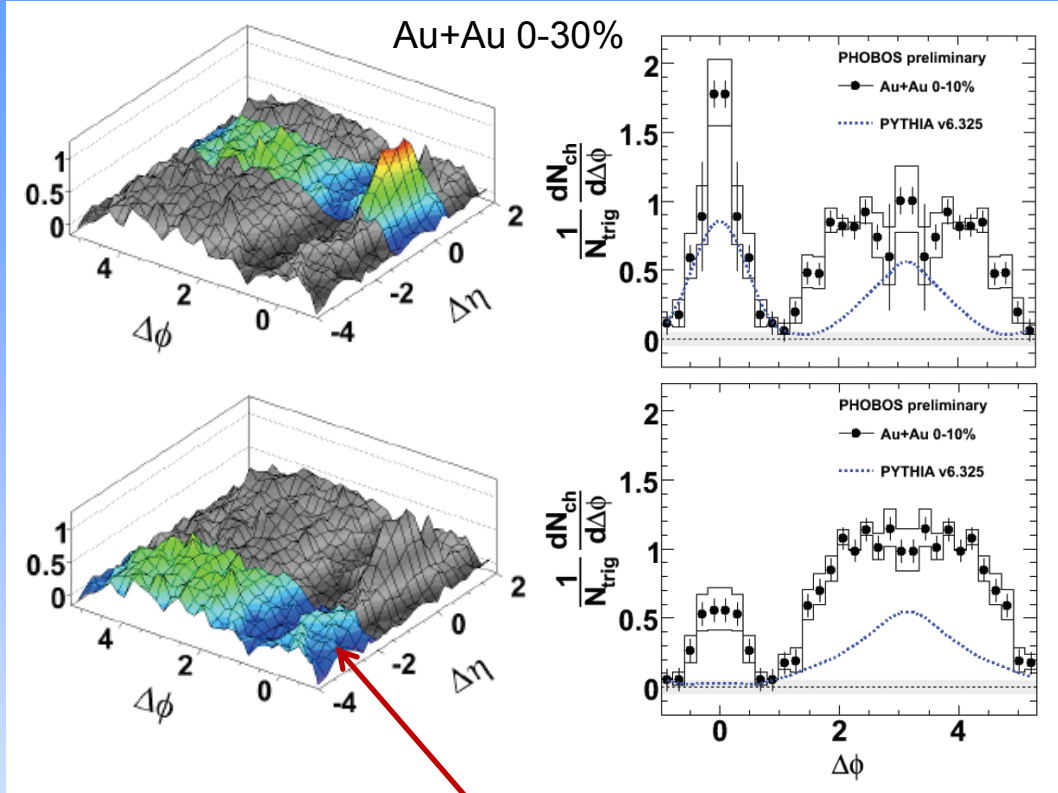 Au+Au 0-30%
1
0.5
0
4
2
0
Δϕ
-4
-2
0
2
Δη
1 dN_ch
N_trig dΔϕ
2
1.5
1
0.5
0
PHOBOS preliminary
Au+Au 0-10%
PYTHIA v6.325
1
0.5
0
4
2
0
Δϕ
-4
-2
0
2
Δη
1 dN_ch
N_trig dΔϕ
2
1.5
1
0.5
0
PHOBOS preliminary
Au+Au 0-10%
PYTHIA v6.325
0 2 4
Δϕ